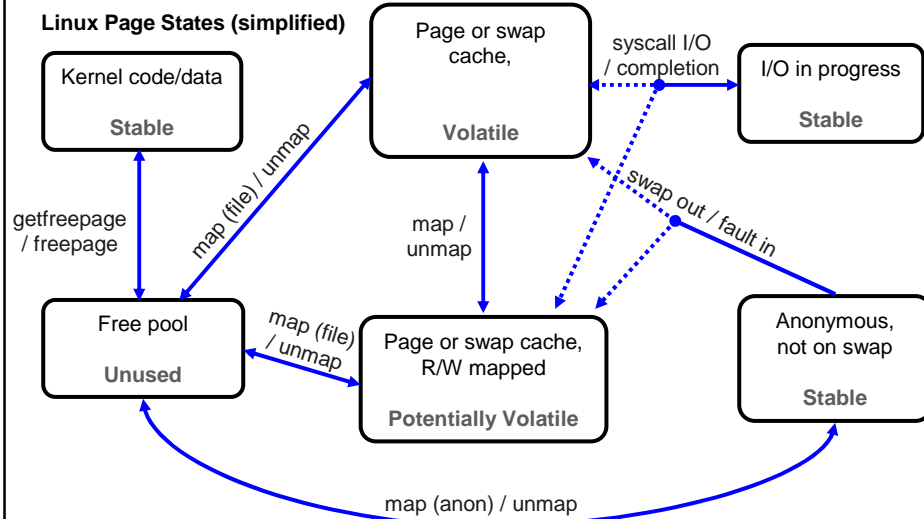 Linux Page States (simplified)
Kernel code/data
Stable
Page or swap
cache,
Volatile
syscall I/O
/ completion
I/O in progress
Stable
getfreepage
/ freepage
map (file) / unmap
map /
unmap
swap out / fault in
Free pool
Unused
map (file)
/ unmap
Page or swap cache,
R/W mapped
Potentially Volatile
Anonymous,
not on swap
Stable
map (anon) / unmap